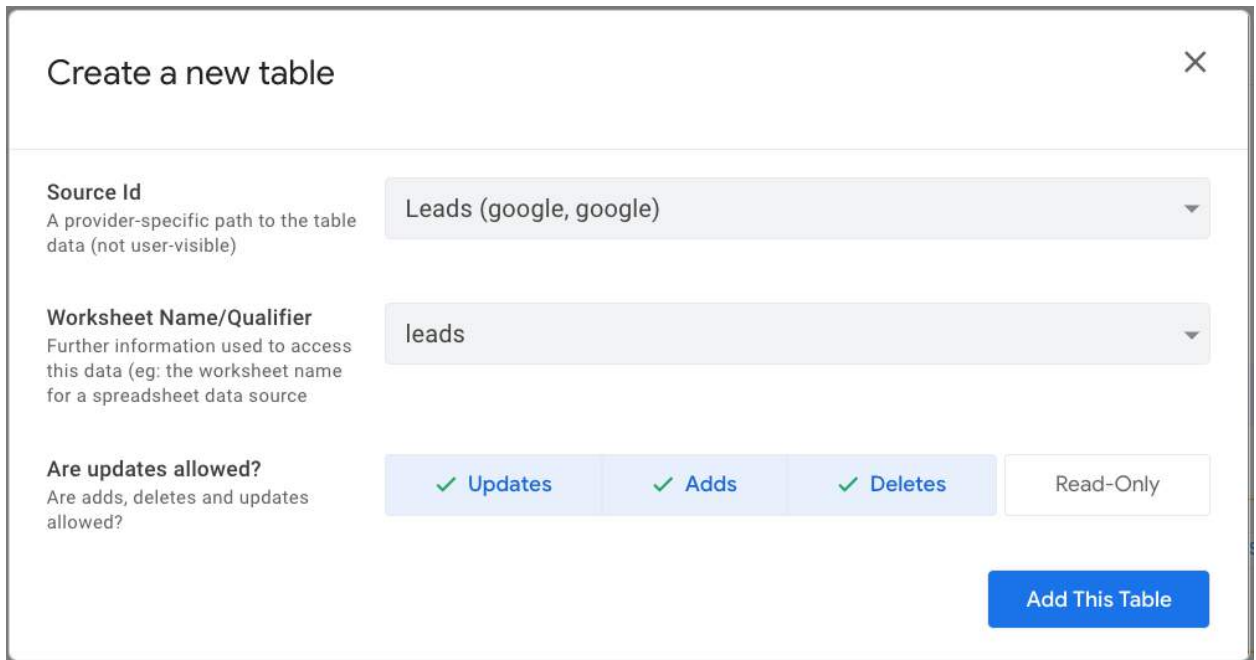 Create a new table
Source Id
A provider-specific path to the table
data (not user-visible)
Leads (google, google)
Worksheet Name/Qualifier
Further information used to access
this data (eg: the worksheet name
for a spreadsheet data source
leads
Are updates allowed?
Are adds, deletes and updates
allowed?
Updates Adds Deletes Read-Only
Add This Table